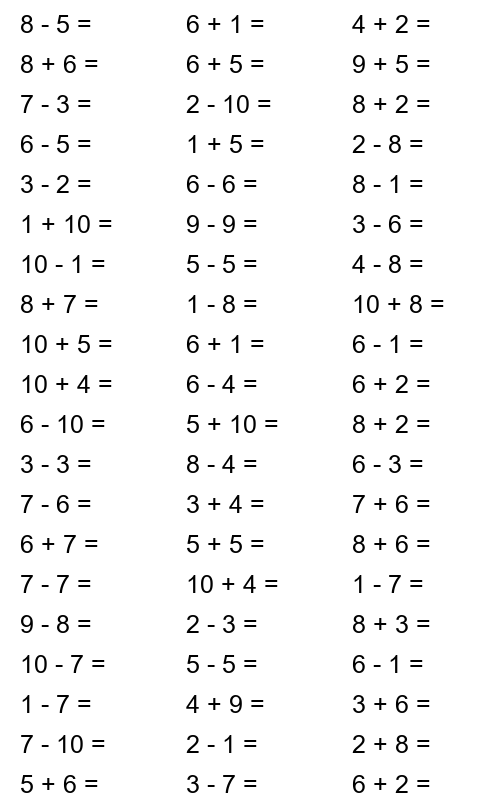 8 - 5 = 6 + 1 = 4 + 2 =
8 + 6 = 6 + 5 = 9 + 5 =
7 - 3 = 2 - 10 = 8 + 2 =
6 - 5 = 1 + 5 = 2 - 8 =
3 - 2 = 6 - 6 = 8 - 1 =
1 + 10 = 9 - 9 = 3 - 6 =
10 - 1 = 5 - 5 = 4 - 8 =
8 + 7 = 1 - 8 = 10 + 8 =
10 + 5 = 6 + 1 = 6 - 1 =
10 + 4 = 6 - 4 = 6 + 2 =
6 - 10 = 5 + 10 = 8 + 2 =
3 - 3 = 8 - 4 = 6 - 3 =
7 - 6 = 3 + 4 = 7 + 6 =
6 + 7 = 5 + 5 = 8 + 6 =
7 - 7 = 10 + 4 = 1 - 7 =
9 - 8 = 2 - 3 = 8 + 3 =
10 - 7 = 5 - 5 = 6 - 1 =
1 - 7 = 4 + 9 = 3 + 6 =
7 - 10 = 2 - 1 = 2 + 8 =
5 + 6 = 3 - 7 = 6 + 2 =